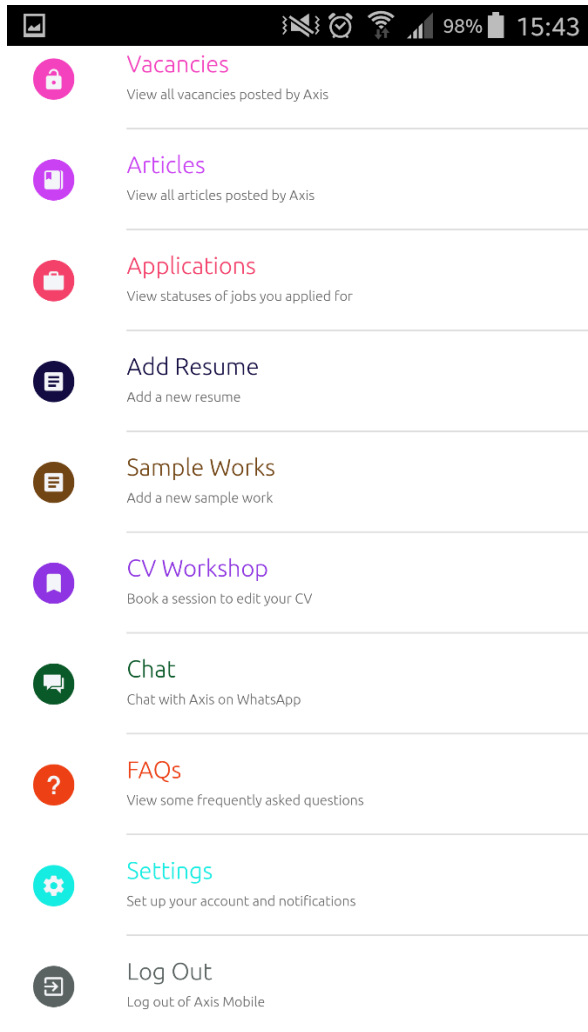 98% 15:43
Vacancies
View all vacancies posted by Axis
Articles
View all articles posted by Axis
Applications
View statuses of jobs you applied for
Add Resume
Add a new resume
Sample Works
Add a new sample work
CV Workshop
Book a session to edit your CV
Chat
Chat with Axis on WhatsApp
FAQs
View some frequently asked questions
Settings
Set up your account and notifications
Log Out
Log out of Axis Mobile